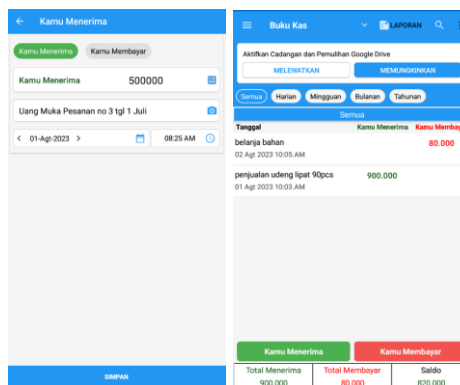 Kamu Menerima
Kamu Menerima Kamu Membayar
Kamu Menerima 500000
Uang Muka Pesanan no 3 tgl 1 Juli
< 01-Agt-2023 > 08:25 AM
SIMPAN
Buku Kas LAPORAN
Aktifkan Cadangan dan Pemulihan Google Drive
MELEWATKAN MEMUNGKINKAN
Semua Harian Mingguan Bulanan Tahunan
Semua
Tanggal Kamu Menerima Kamu Membay
belanja bahan 80.000
02 Agt 2023 10:05.AM
penjualan udeng lipat 90pcs 900.000
01 Agt 2023 10:03.AM
Kamu Menerima Kamu Membayar
Total Menerima Total Membayar Saldo
900.000 80.000 820.000